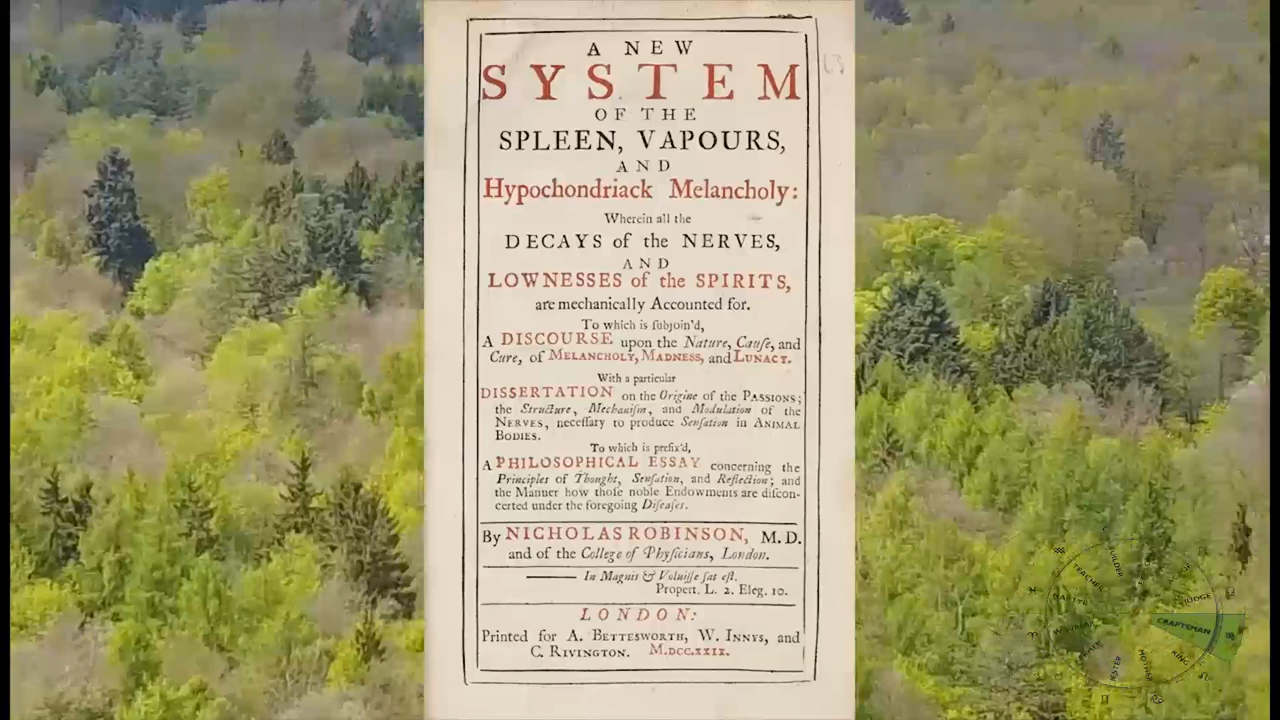 A NEW
SYSTEM
OF THE
SPLEEN, VAPOURS,
AND
Hypochondriack Melancholy:
Wherein all the
DECAYS of the NERVES,
AND
LOWNESSES of the SPIRITS,
are mechanically Accounted for.
To which is ſubjoin'd,
A DISCOURSE upon the Nature, Cauſe, and
Cure, of MELANCHOLY, MADNESS, and LUNACY.
With a particular
DISSERTATION on the Origine of the PASSIONS;
the Structure, Mechaniſm, and Modulation of the
NERVES, neceſſary to produce Senſation in ANIMAL
BODIES.
To which is prefix'd,
A PHILOSOPHICAL ESSAY concerning the
Principles of Thought, Senſation, and Reflection; and
the Manner how thoſe noble Endowments are diſcon-
certed under the foregoing Diſeaſes.
By NICHOLAS ROBINSON, M. D.
and of the College of Phyſicians, London.
In Magnis & Voluiſſe ſat eſt.
Propert. L. 2. Eleg. 10.
LONDON:
Printed for A. BETTESWORTH, W. INNYS, and
C. RIVINGTON. M.DCC.XXIX.
BUILDER
TEACHER
MARTYR
JUDGE
CRAFTSMAN
KING
MOTHER